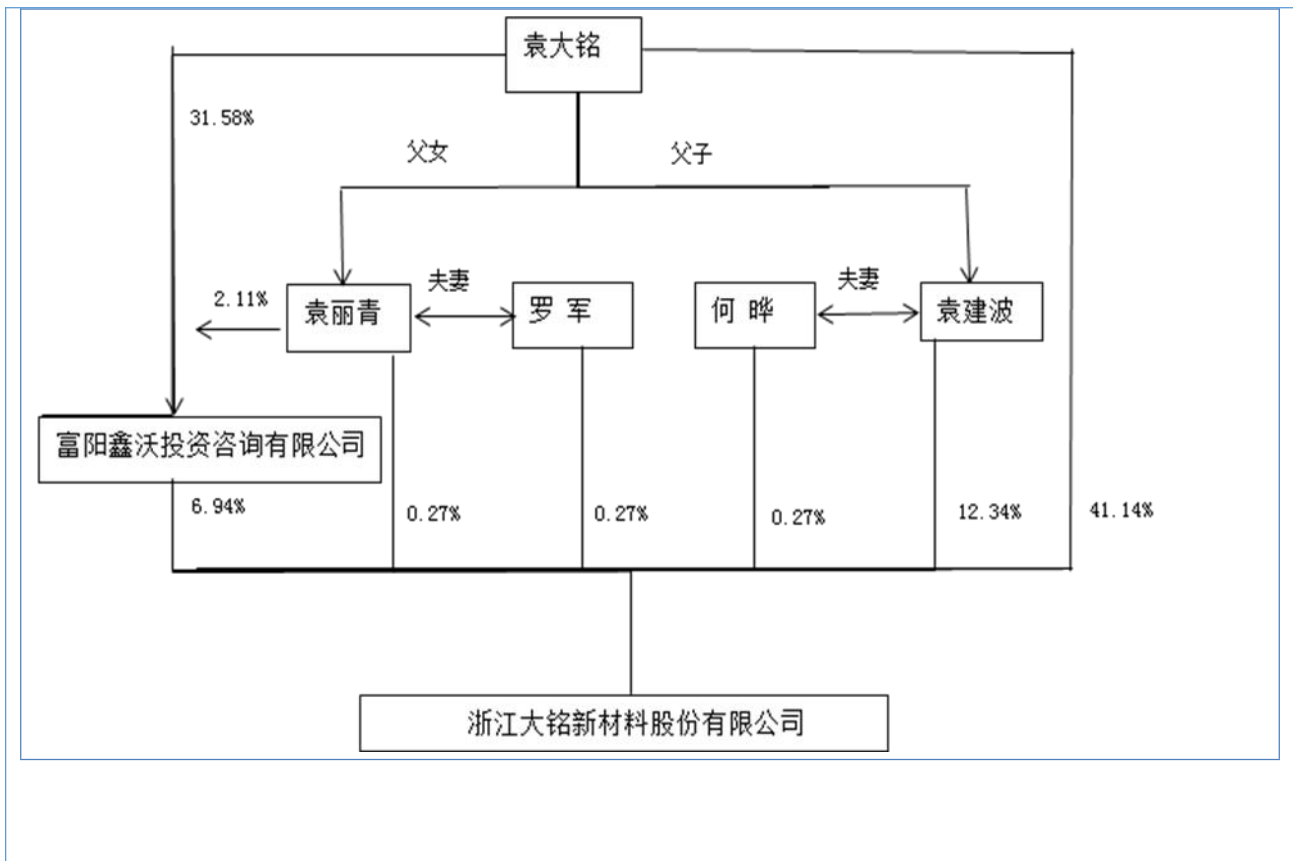 袁大铭
31.58%
父女
父子
2.11%
袁丽青
夫妻
罗 军
何 晔
夫妻
袁建波
富阳鑫沃投资咨询有限公司
6.94%
0.27%
0.27%
0.27%
12.34%
41.14%
浙江大铭新材料股份有限公司